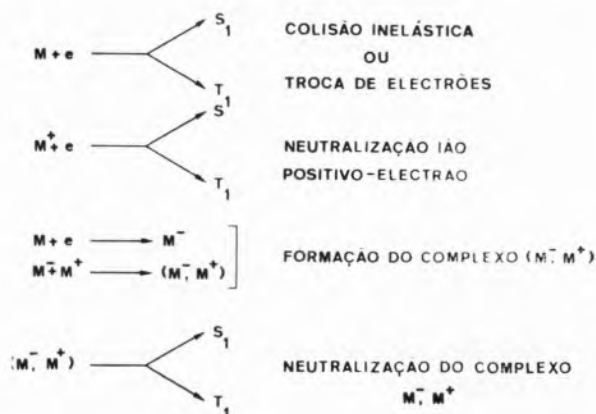 S₁
M + e
T₁
COLISÃO INELÁSTICA
OU
TROCA DE ELECTRÕES
S¹
M⁺ + e
T₁
NEUTRALIZAÇÃO IÃO
POSITIVO-ELECTRAO
M + e → M⁻
M⁻ + M⁺ → (M⁻, M⁺)
FORMAÇÃO DO COMPLEXO (M⁻, M⁺)
S₁
(M⁻, M⁺)
T₁
NEUTRALIZAÇÃO DO COMPLEXO
M⁻, M⁺